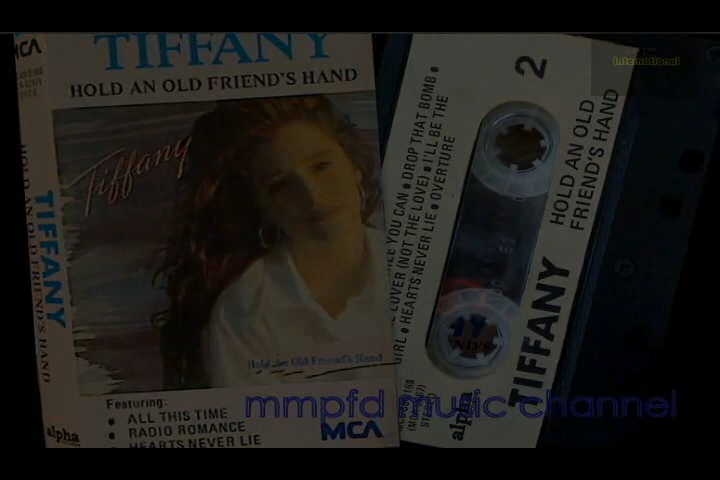 MCA
TIFFANY
HOLD AN OLD FRIEND'S HAND
Tiffany
Hold An Old Friend's Hand
HOLD AN OLD FRIEND'S HAND
TIFFANY
Featuring:
• ALL THIS TIME
• RADIO ROMANCE
• HEARTS NEVER LIE
alpha
MCA
2
International
YOU CAN • DROP THAT BOMB •
LOVER (NOT THE LOVE) • I'LL BE THE
GIRL • HEARTS NEVER LIE • OVERTURE
TIFFANY
HOLD AN OLD
FRIEND'S HAND
STEREO
alpha
mmpfd music channel